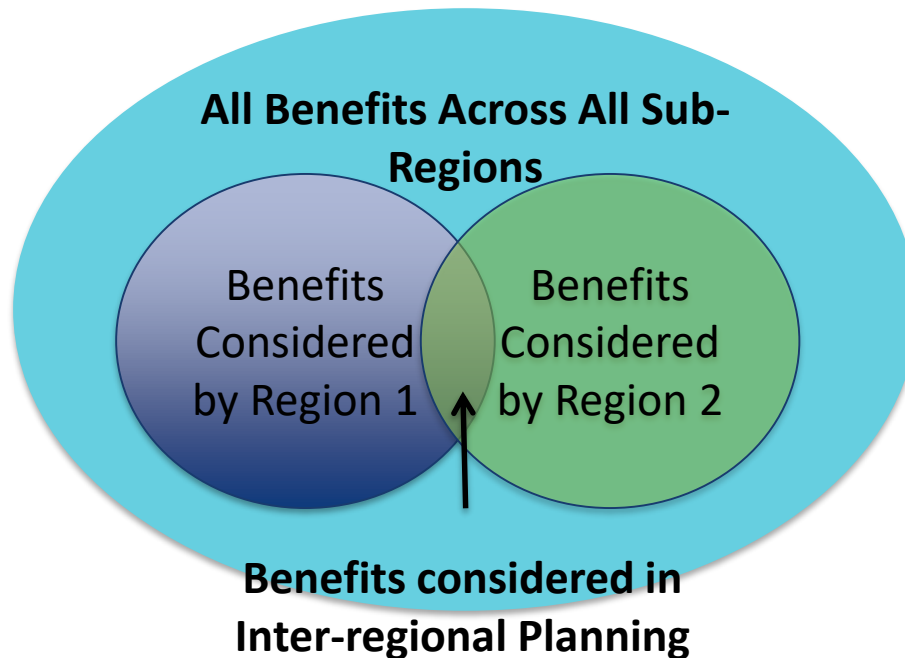 All Benefits Across All Sub-
Regions
Benefits
Considered
by Region 1
Benefits
Considered
by Region 2
Benefits considered in
Inter-regional Planning